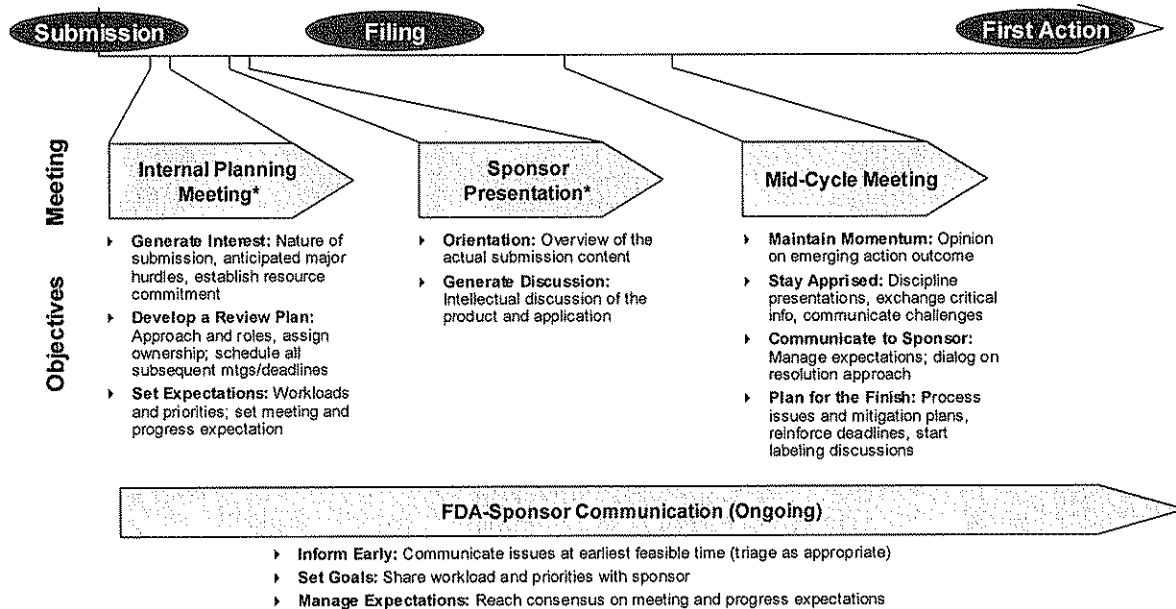 Submission
Filing
First Action
Meeting
Internal Planning
Meeting*
Sponsor
Presentation*
Mid-Cycle Meeting
Objectives
▸ Generate Interest: Nature of
submission, anticipated major
hurdles, establish resource
commitment
▸ Develop a Review Plan:
Approach and roles, assign
ownership; schedule all
subsequent mtgs/deadlines
▸ Set Expectations: Workloads
and priorities; set meeting and
progress expectation
▸ Orientation: Overview of the
actual submission content
▸ Generate Discussion:
Intellectual discussion of the
product and application
▸ Maintain Momentum: Opinion
on emerging action outcome
▸ Stay Apprised: Discipline
presentations, exchange critical
info, communicate challenges
▸ Communicate to Sponsor:
Manage expectations; dialog on
resolution approach
▸ Plan for the Finish: Process
issues and mitigation plans,
reinforce deadlines, start
labeling discussions
FDA-Sponsor Communication (Ongoing)
▸ Inform Early: Communicate issues at earliest feasible time (triage as appropriate)
▸ Set Goals: Share workload and priorities with sponsor
▸ Manage Expectations: Reach consensus on meeting and progress expectations